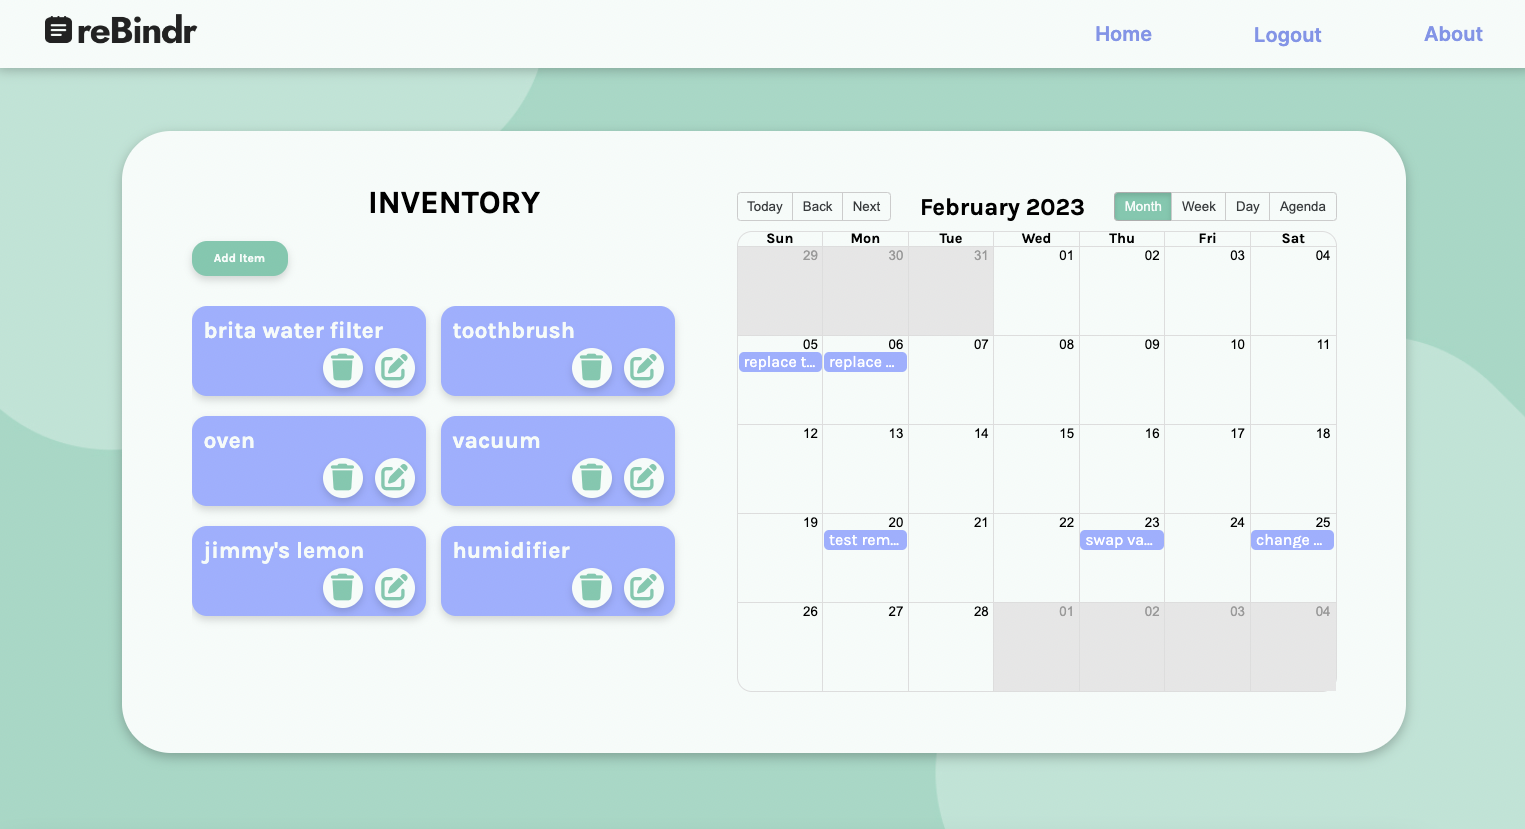 reBindr
Home Logout About
INVENTORY
Add Item
brita water filter
toothbrush
oven
vacuum
jimmy's lemon
humidifier
Today Back Next
February 2023
Month Week Day Agenda
Sun Mon Tue Wed Thu Fri Sat
29 30 31 01 02 03 04
05 06 07 08 09 10 11
replace t... replace ...
12 13 14 15 16 17 18
19 20 21 22 23 24 25
test rem... swap va... change ...
26 27 28 01 02 03 04